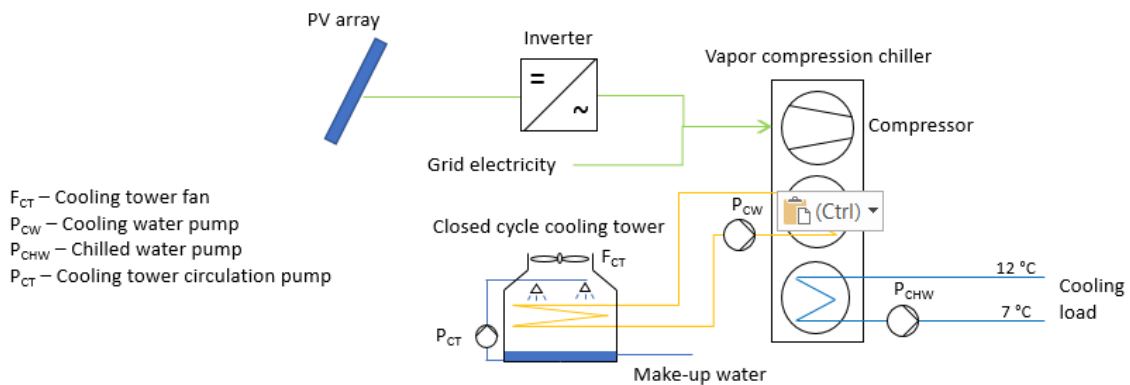 PV array
Inverter
=
~
Vapor compression chiller
Compressor
Grid electricity
F_CT – Cooling tower fan
P_CW – Cooling water pump
P_CHW – Chilled water pump
P_CT – Cooling tower circulation pump
Closed cycle cooling tower
F_CT
P_CW
(Ctrl)
P_CT
P_CHW
12 °C
7 °C
Cooling
load
Make-up water